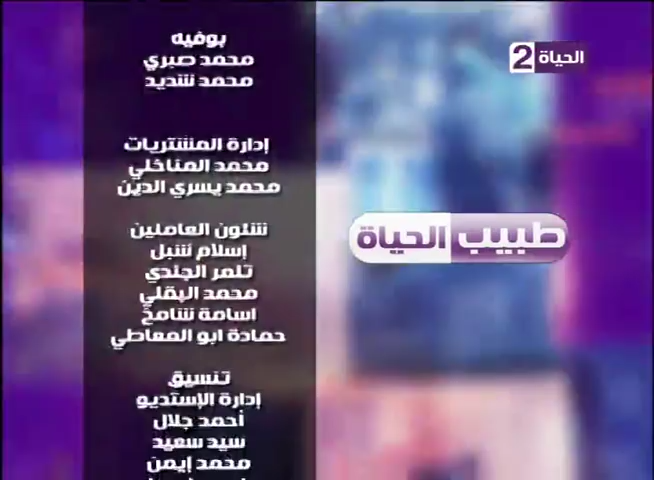 بوفيه
محمد صبري
محمد شديد
إدارة المشتريات
محمد المناخلي
محمد يسري الدين
شئون العاملين
إسلام شبل
تامر الجندي
محمد البقلي
اسامة شامخ
حمادة ابو المعاطي
تنسيق
إدارة الإستديو
أحمد جلال
سيد سعيد
محمد إيمن
الحياة 2
طبيب الحياة